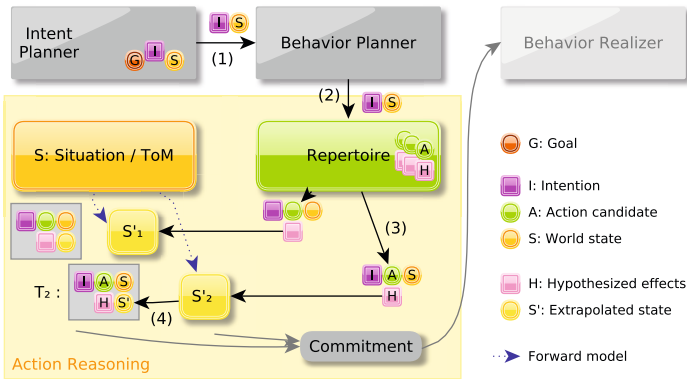 Intent
Planner
G I S
I S
(1)
Behavior Planner
Behavior Realizer
(2)
I S
S: Situation / ToM
Repertoire
A
H
S'₁
(3)
I A S
H
T₂ :
I A S
H S'
S'₂
(4)
Commitment
Action Reasoning
G: Goal
I: Intention
A: Action candidate
S: World state
H: Hypothesized effects
S': Extrapolated state
Forward model